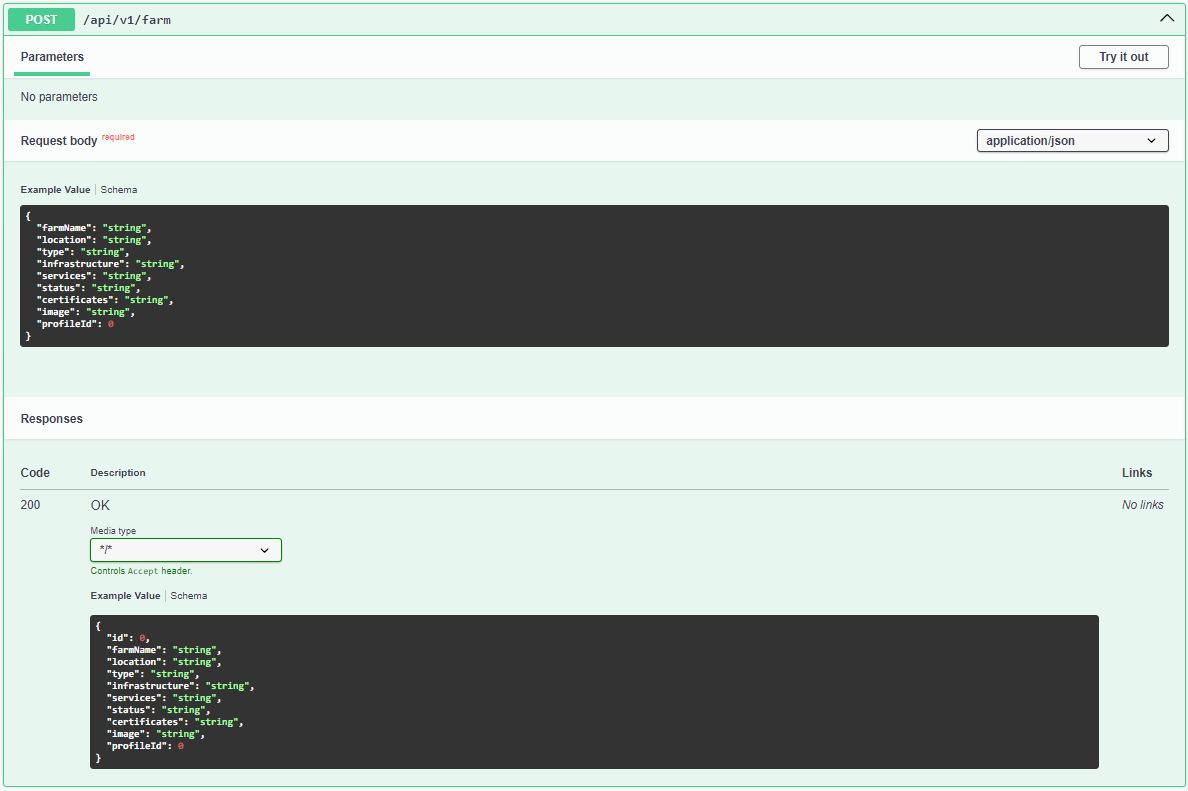 POST /api/v1/farm
Parameters Try it out
No parameters
Request body required application/json
Example Value Schema
{
"farmName": "string",
"location": "string",
"type": "string",
"infrastructure": "string",
"services": "string",
"status": "string",
"certificates": "string",
"image": "string",
"profileId": 0
}
Responses
Code Description Links
200 OK No links
Media type
*/*
Controls Accept header.
Example Value Schema
{
"id": 0,
"farmName": "string",
"location": "string",
"type": "string",
"infrastructure": "string",
"services": "string",
"status": "string",
"certificates": "string",
"image": "string",
"profileId": 0
}